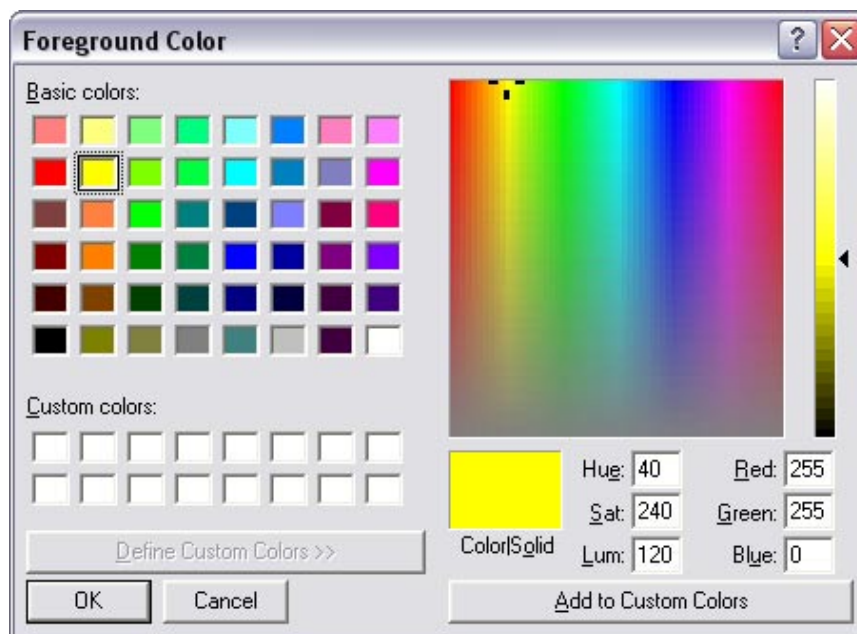 Foreground Color
Basic colors:
Custom colors:
Define Custom Colors >>
OK Cancel
Color|Solid
Hue: 40 Red: 255
Sat: 240 Green: 255
Lum: 120 Blue: 0
Add to Custom Colors